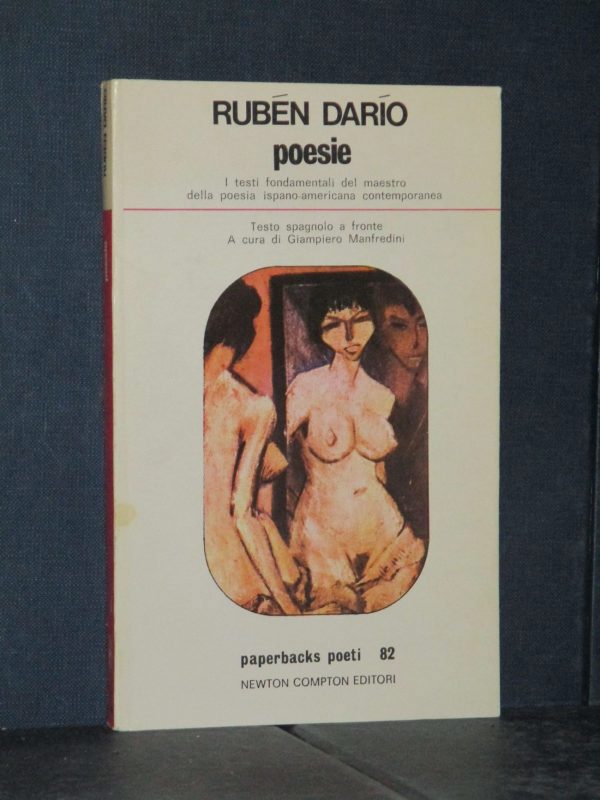 RUBÉN DARÍO
poesie
I testi fondamentali del maestro
della poesia ispano-americana contemporanea
Testo spagnolo a fronte
A cura di Giampiero Manfredini
paperbacks poeti 82
NEWTON COMPTON EDITORI